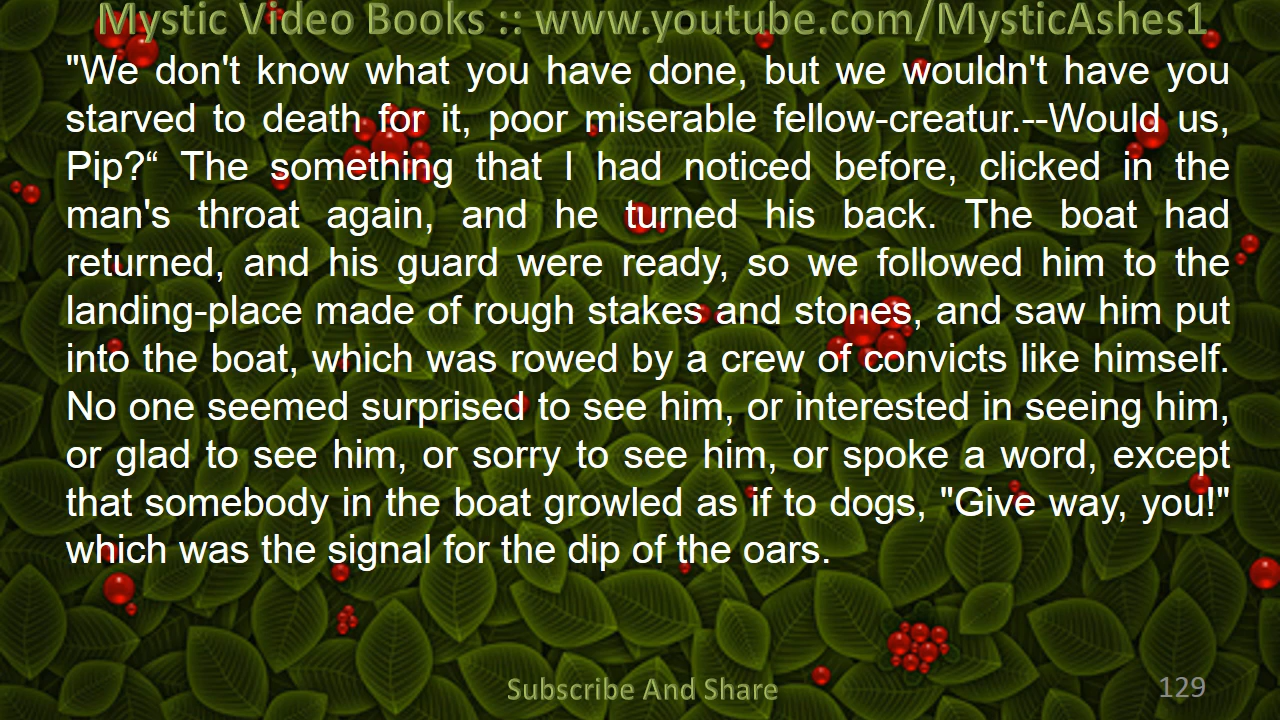 Mystic Video Books :: www.youtube.com/MysticAshes1
"We don't know what you have done, but we wouldn't have you
starved to death for it, poor miserable fellow-creatur.--Would us,
Pip?“ The something that I had noticed before, clicked in the
man's throat again, and he turned his back. The boat had
returned, and his guard were ready, so we followed him to the
landing-place made of rough stakes and stones, and saw him put
into the boat, which was rowed by a crew of convicts like himself.
No one seemed surprised to see him, or interested in seeing him,
or glad to see him, or sorry to see him, or spoke a word, except
that somebody in the boat growled as if to dogs, "Give way, you!"
which was the signal for the dip of the oars.
Subscribe And Share
129